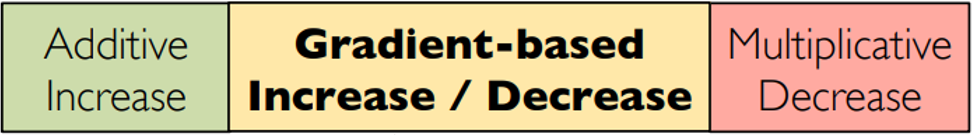 Additive
Increase
Gradient-based
Increase / Decrease
Multiplicative
Decrease